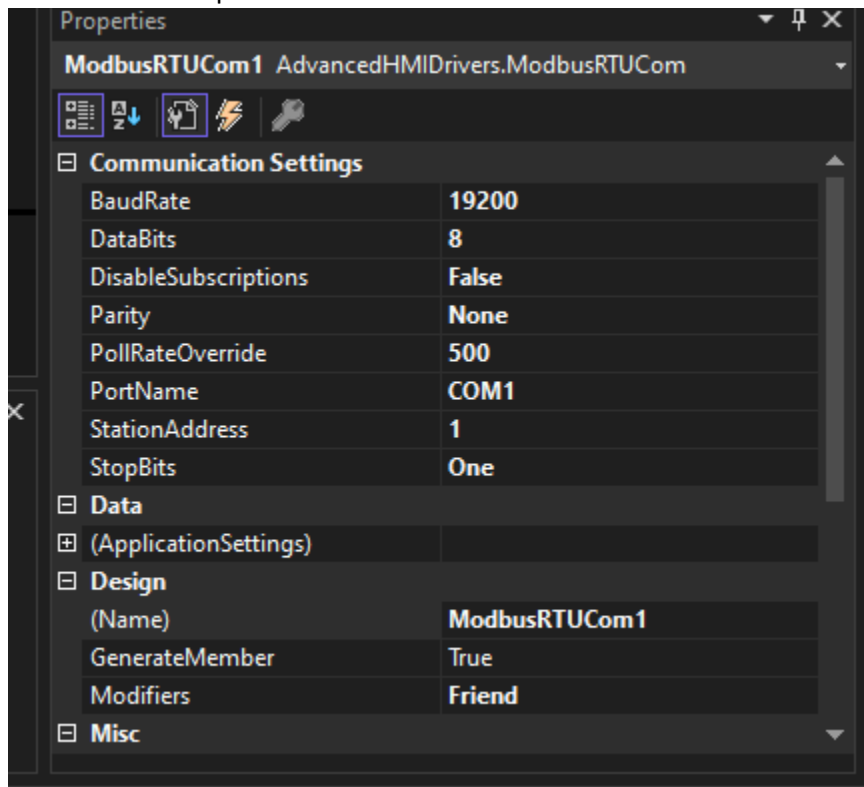 Properties
ModbusRTUCom1 AdvancedHMIDrivers.ModbusRTUCom
Communication Settings
BaudRate 19200
DataBits 8
DisableSubscriptions False
Parity None
PollRateOverride 500
PortName COM1
StationAddress 1
StopBits One
Data
(ApplicationSettings)
Design
(Name) ModbusRTUCom1
GenerateMember True
Modifiers Friend
Misc